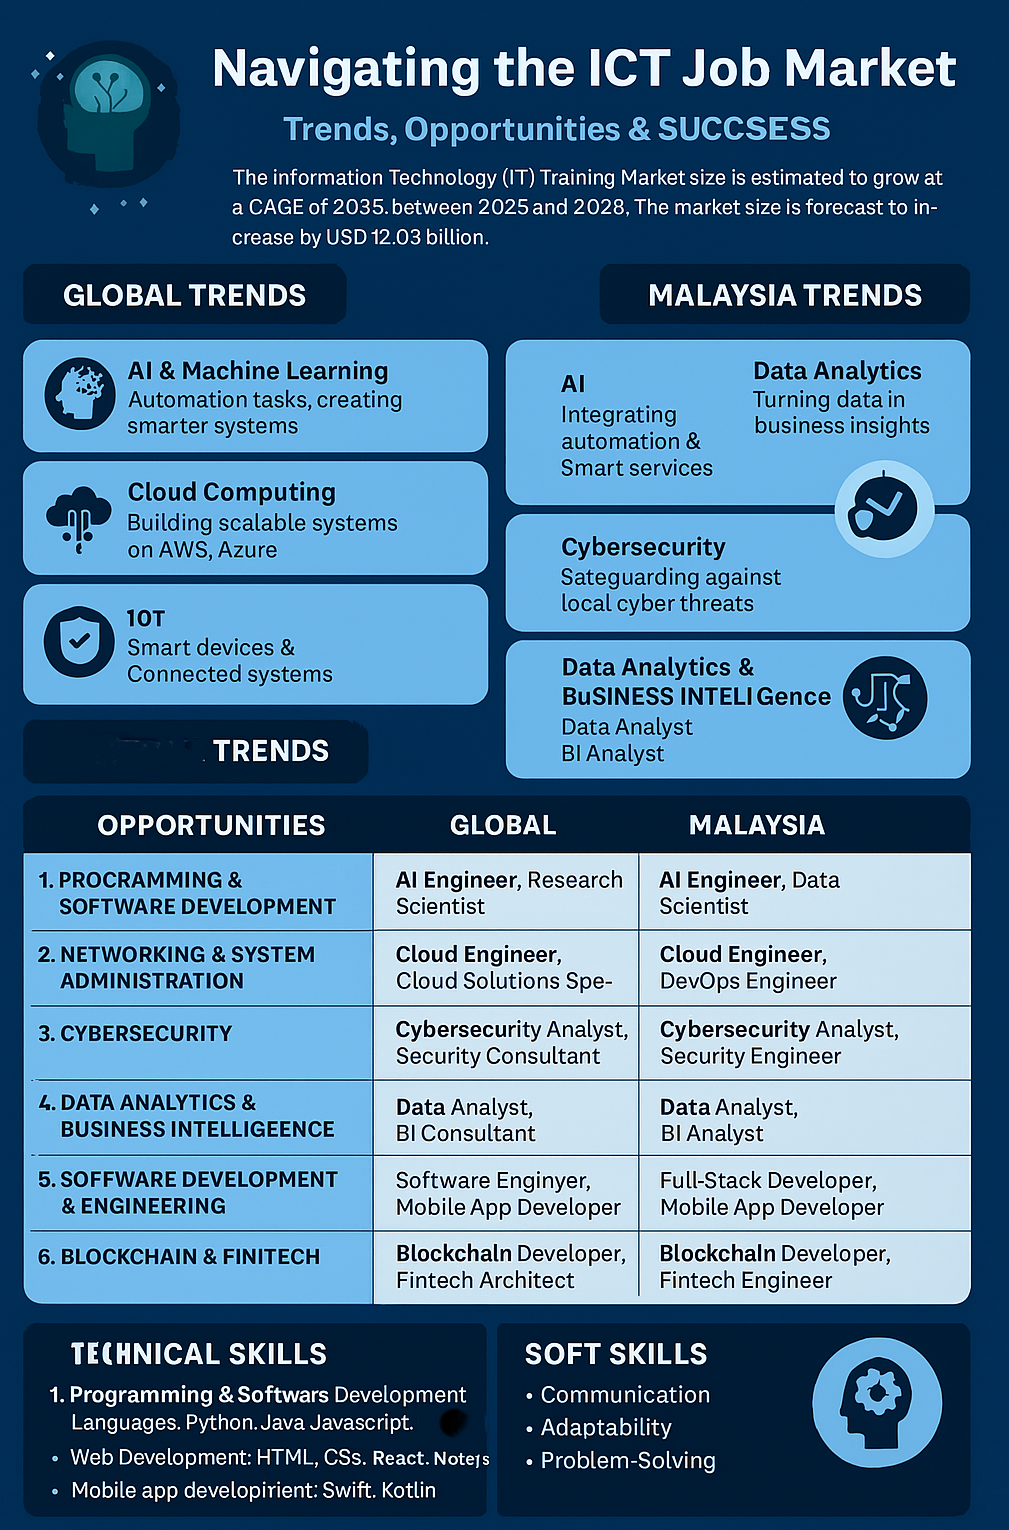 Navigating the ICT Job Market
Trends, Opportunities & SUCCSESS
The information Technology (IT) Training Market size is estimated to grow at
a CAGE of 2035. between 2025 and 2028, The market size is forecast to in-
crease by USD 12.03 billion.
GLOBAL TRENDS
AI & Machine Learning
Automation tasks, creating
smarter systems
Cloud Computing
Building scalable systems
on AWS, Azure
10T
Smart devices &
Connected systems
MALAYSIA TRENDS
AI
Integrating
automation &
Smart services
Data Analytics
Turning data in
business insights
Cybersecurity
Sateguarding against
local cyber threats
Data Analytics &
BuSINESS INTELIGence
Data Analyst
BI Analyst
TRENDS
OPPORTUNITIES GLOBAL MALAYSIA
1. PROCRAMMING &
SOFTWARE DEVELOPMENT
AI Engineer, Research
Scientist
AI Engineer, Data
Scientist
2. NETWORKING & SYSTEM
ADMINISTRATION
Cloud Engineer,
Cloud Solutions Spe-
Cloud Engineer,
DevOps Engineer
3. CYBERSECURITY
Cybersecurity Analyst,
Security Consultant
Cybersecurity Analyst,
Security Engineer
4. DATA ANALYTICS &
BUSINESS INTELLIGEENCE
Data Analyst,
BI Consultant
Data Analyst,
BI Analyst
5. SOFFWARE DEVELOPMENT
& ENGINEERING
Software Enginyer,
Mobile App Developer
Full-Stack Developer,
Mobile App Developer
6. BLOCKCHAIN & FINITECH
Blockchaln Developer,
Fintech Architect
Blockchaln Developer,
Fintech Engineer
TECHNICAL SKILLS
1. Programming & Softwars Development
Languages. Python. Java Javascript.
• Web Development: HTML, CSs. React. Notejs
• Mobile app developirient: Swift. Kotlin
SOFT SKILLS
• Communication
• Adaptability
• Problem-Solving